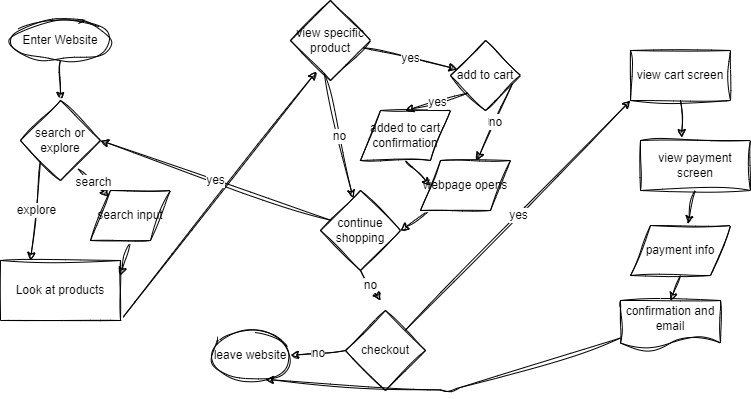 Enter Website
search or
explore
explore
search
search input
Look at products
yes
view specific
product
yes
no
add to cart
yes
no
added to cart
confirmation
webpage opens
continue
shopping
no
checkout
no
leave website
yes
view cart screen
view payment
screen
payment info
confirmation and
email